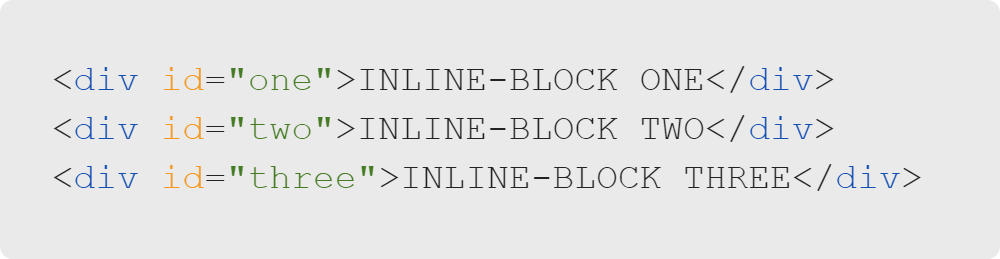 <div id="one">INLINE-BLOCK ONE</div>
<div id="two">INLINE-BLOCK TWO</div>
<div id="three">INLINE-BLOCK THREE</div>